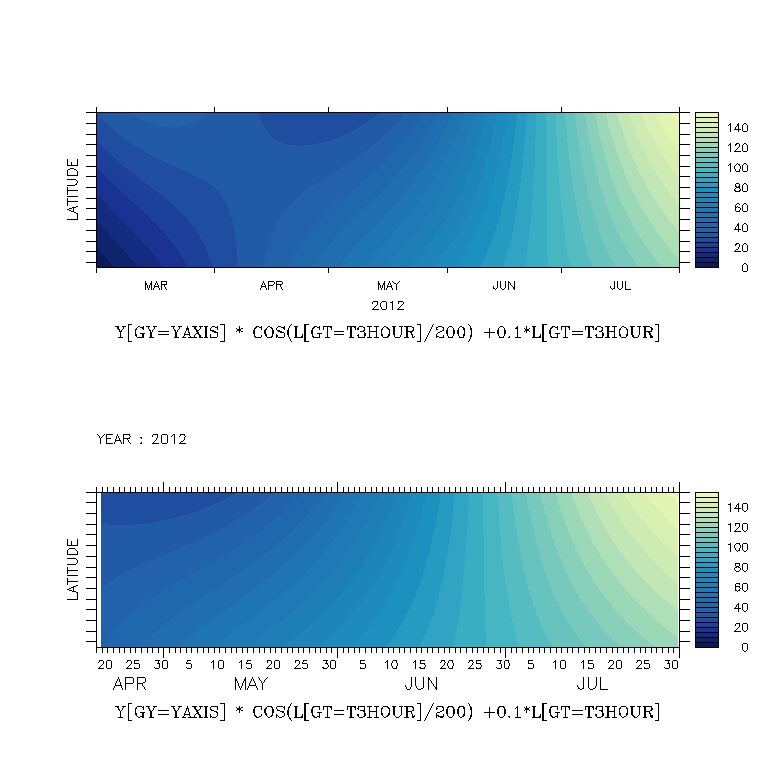 140
120
100
80
60
40
20
0
LATITUDE
MAR APR MAY JUN JUL
2012
Y[GY=YAXIS] * COS(L[GT=T3HOUR]/200) +0.1*L[GT=T3HOUR]
YEAR : 2012
140
120
100
80
60
40
20
0
LATITUDE
20 25 30 5 10 15 20 25 30 5 10 15 20 25 30 5 10 15 20 25 30
APR MAY JUN JUL
Y[GY=YAXIS] * COS(L[GT=T3HOUR]/200) +0.1*L[GT=T3HOUR]